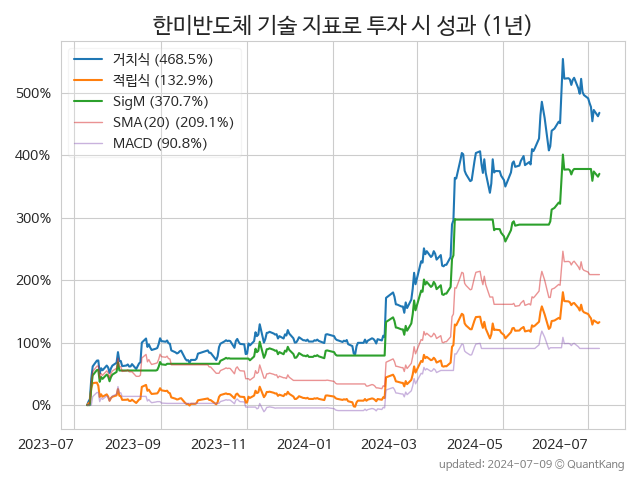 한미반도체 기술 지표로 투자 시 성과 (1년)
거치식 (468.5%)
적립식 (132.9%)
SigM (370.7%)
SMA(20) (209.1%)
MACD (90.8%)
500%
400%
300%
200%
100%
0%
2023-07 2023-09 2023-11 2024-01 2024-03 2024-05 2024-07
updated: 2024-07-09 @ QuantKang